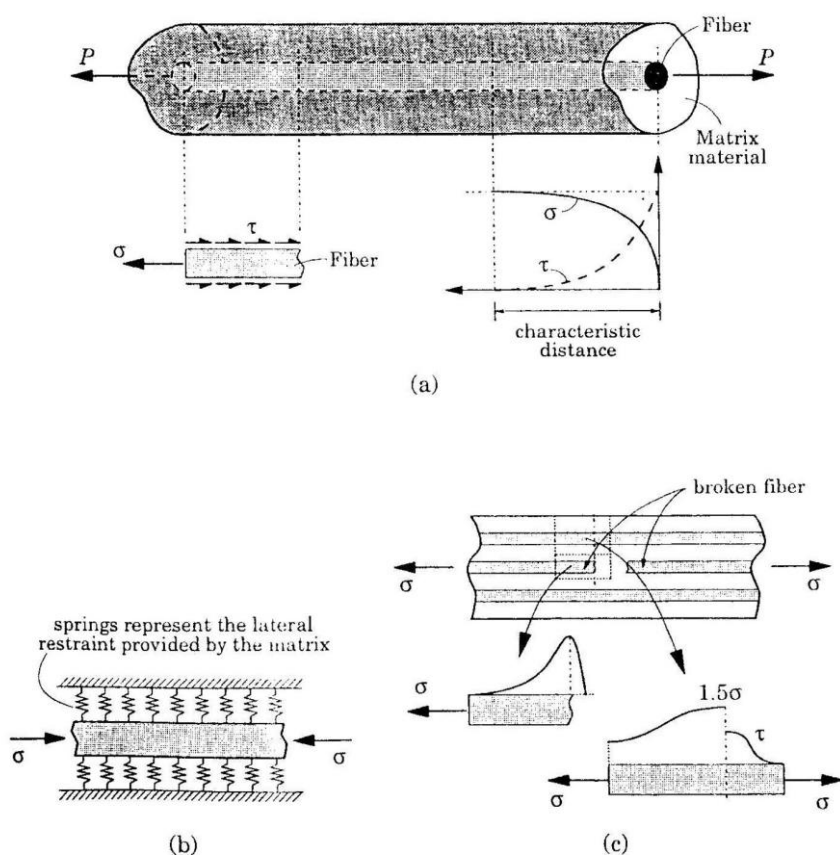 Fiber
P
P
Matrix
material
σ
τ
σ
Fiber
τ
characteristic
distance
(a)
broken fiber
σ
σ
springs represent the lateral
restraint provided by the matrix
σ
σ
σ
1.5σ
τ
σ
σ
(b)
(c)